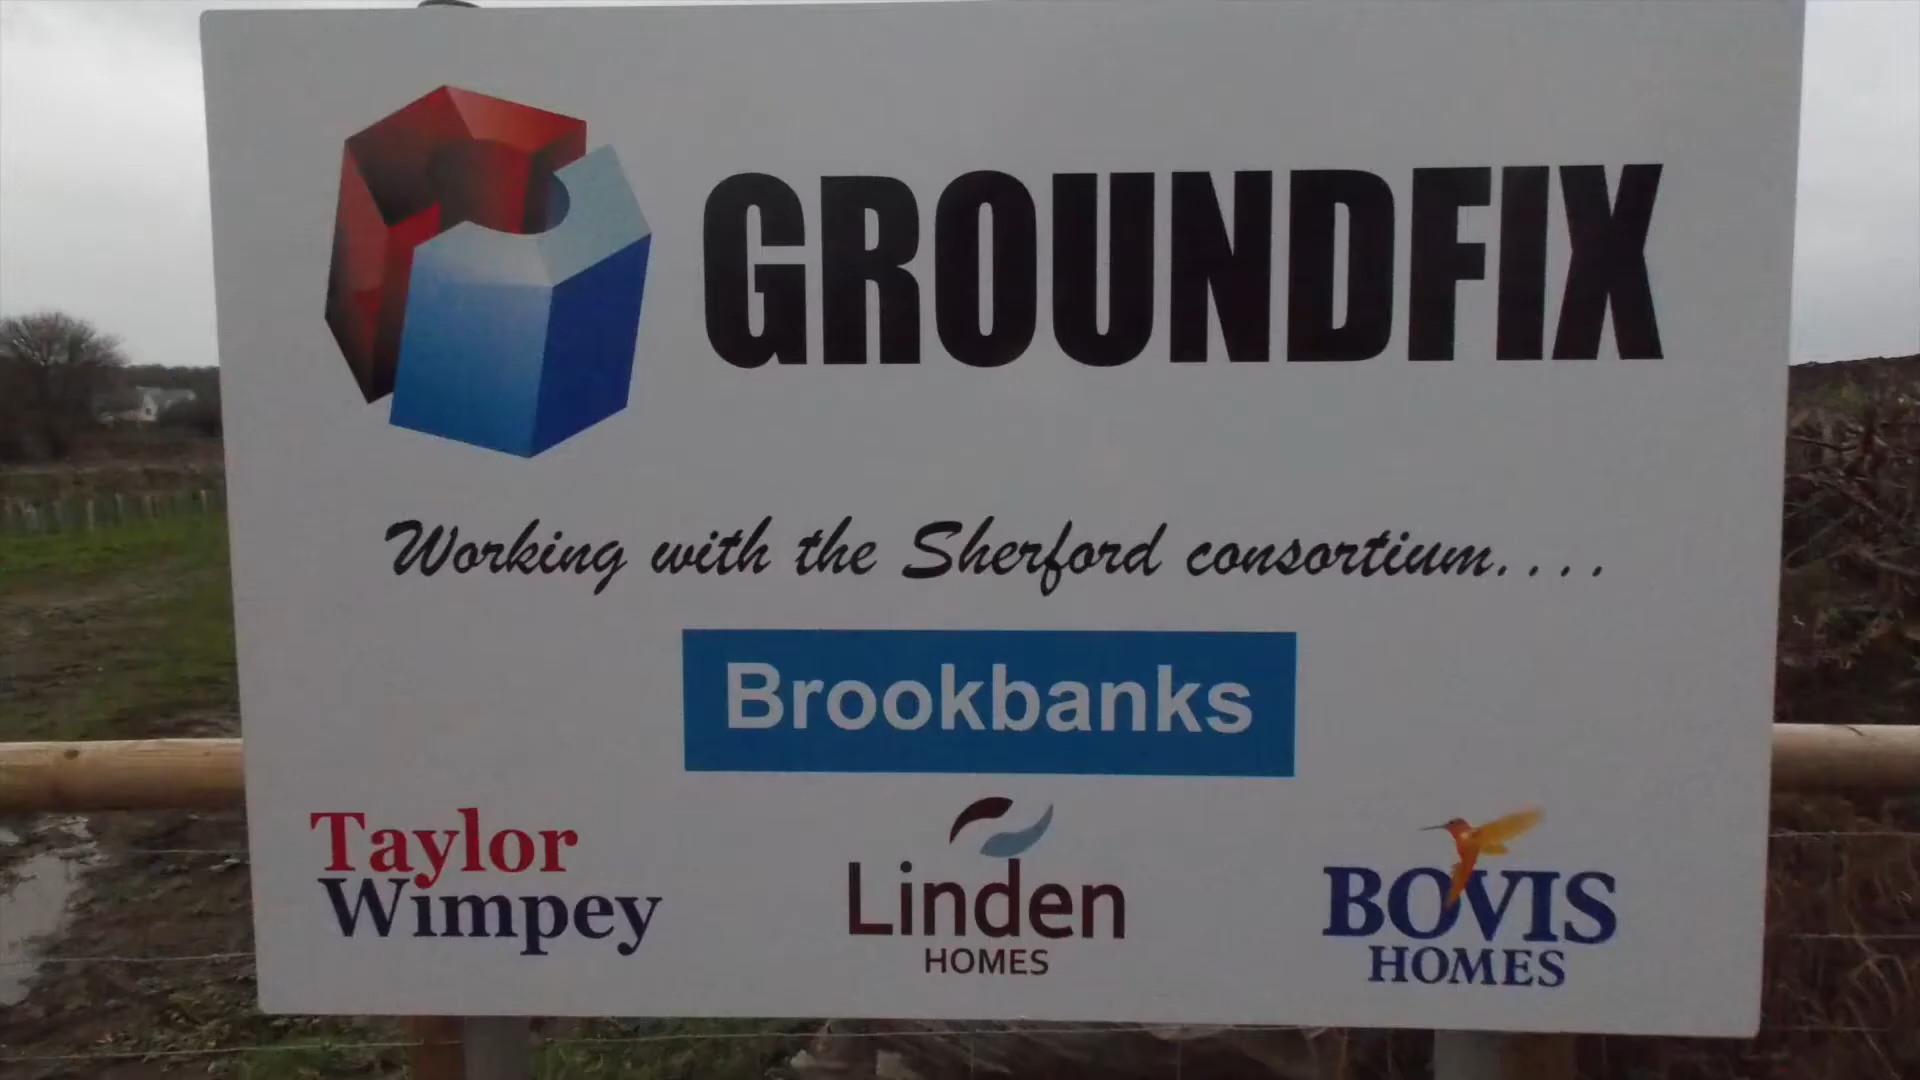 GROUNDFIX
Working with the Sherford consortium....
Brookbanks
Taylor
Wimpey
Linden
HOMES
BOVIS
HOMES